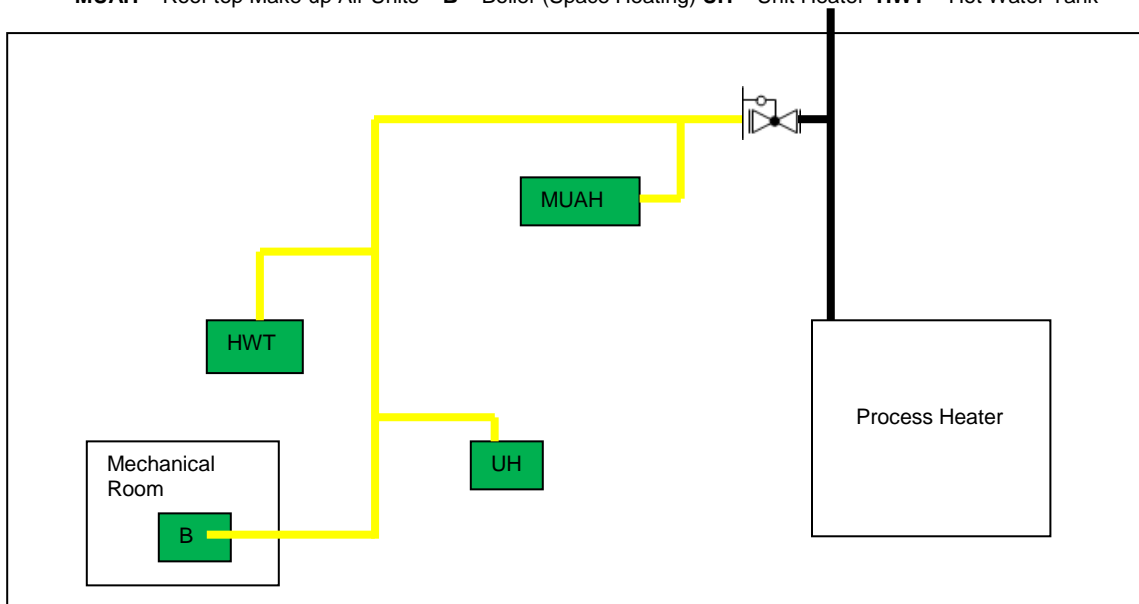 MUAH – Roof top Make-up Air Units B – Boiler (Space Heating) UH – Unit Heater HWT – Hot Water Tank
MUAH
HWT
Process Heater
UH
Mechanical
Room
B